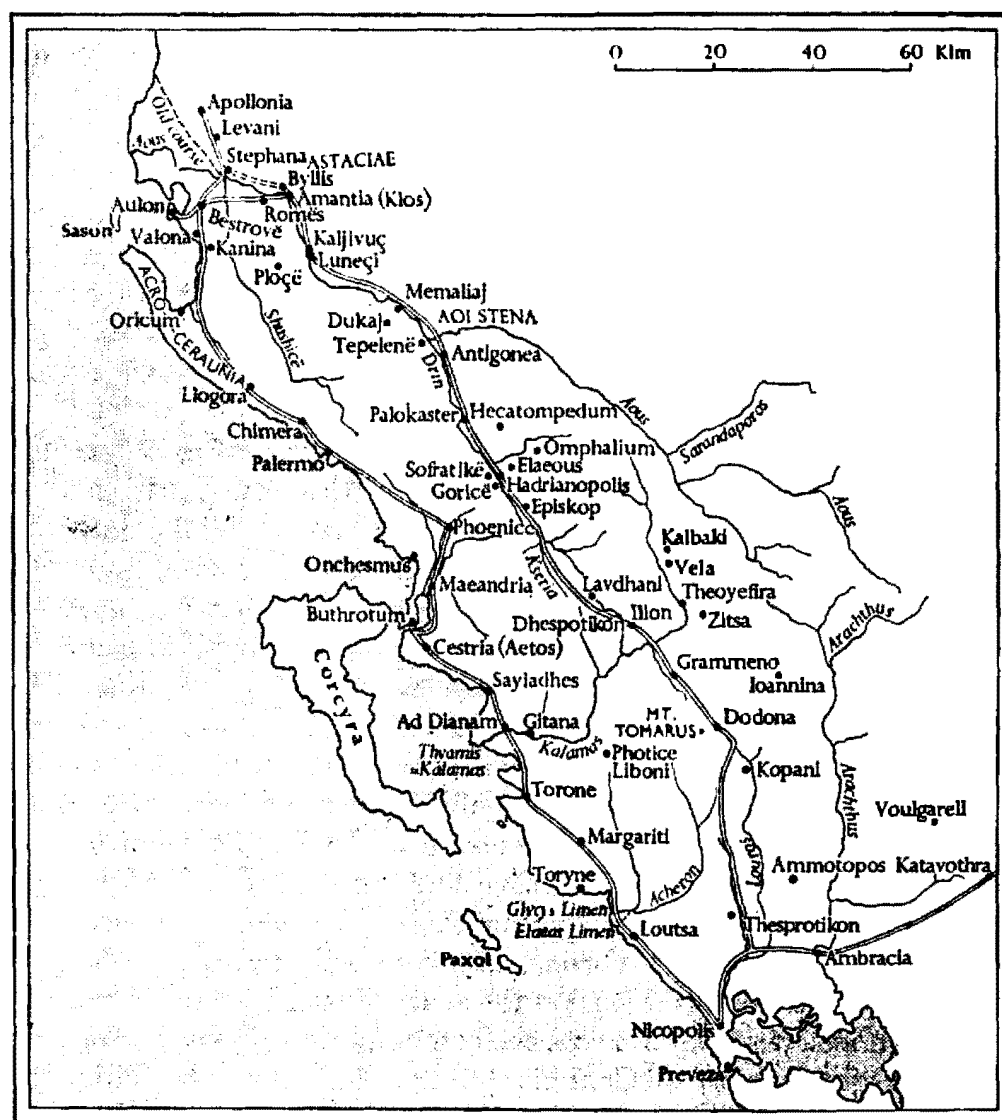 0 20 40 60 Klm
Apollonia
Levani
Old course
Aous
Stephana
ASTACIAE
Byllis
Amantia (Klos)
Aulon
Romës
Bestrovë
Sason
Valona
Kanina
Kaljivuç
Luneçi
Ploçë
ACRO-CERAUNIA
Memaliaj
Oricum
Shushicë
Dukaj
AOI STENA
Tepelenë
Drin
Antigonea
Llogora
Aous
Palokaster
Hecatompedum
Chimera
Sarandaporos
Palermo
Omphalium
Sofratikë
Elaeous
Goricë
Hadrianopolis
Episkop
Aous
Phoenice
Kalbaki
Onchesmus
Kseria
Vela
Maeandria
Lavdhani
Theoyefira
Buthrotum
Dhespotikon
Illon
Zitsa
Arachthus
Cestria (Aetos)
Corcyra
Grammeno
Ioannina
Sayiadhes
Ad Dianam
Gitana
MT.
TOMARUS
Dodona
Kalamas
Thyamis
=Kalamas
Photice
Liboni
Kopani
Torone
Arachthus
Voulgareli
Margariti
Louros
Ammotopos
Katavothra
Toryne
Acheron
Glycys Limen
Elaeas Limen
Thesprotikon
Loutsa
Paxoi
Ambracia
Nicopolis
Preveza